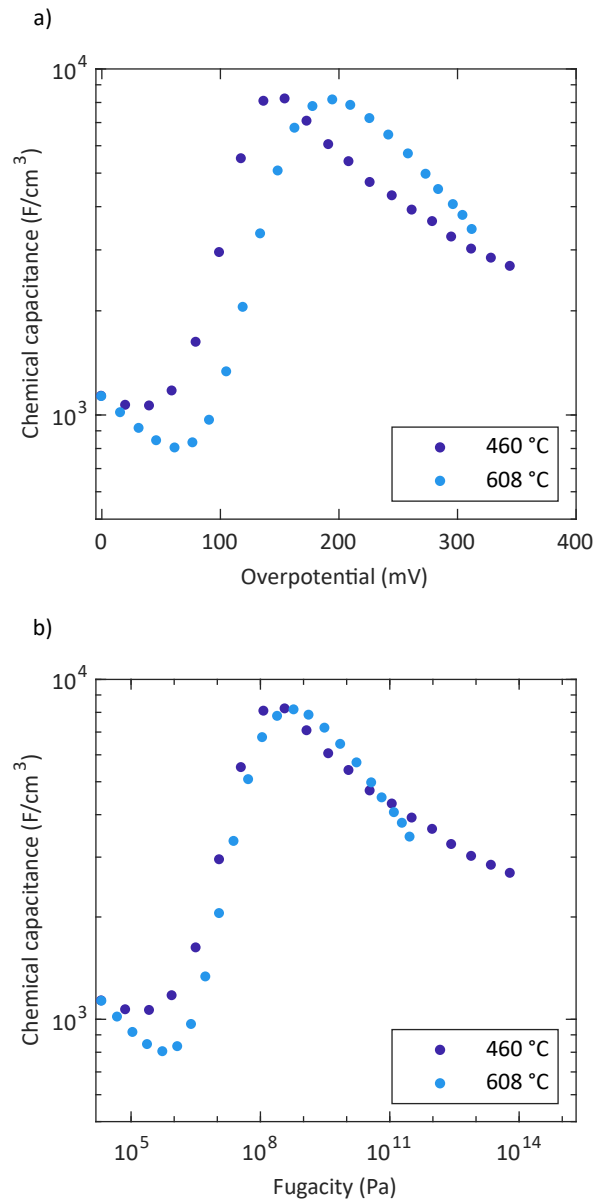 a)
10^4
10^3
Chemical capacitance (F/cm^3)
460 °C
608 °C
0 100 200 300 400
Overpotential (mV)
b)
10^4
10^3
Chemical capacitance (F/cm^3)
460 °C
608 °C
10^5 10^8 10^11 10^14
Fugacity (Pa)